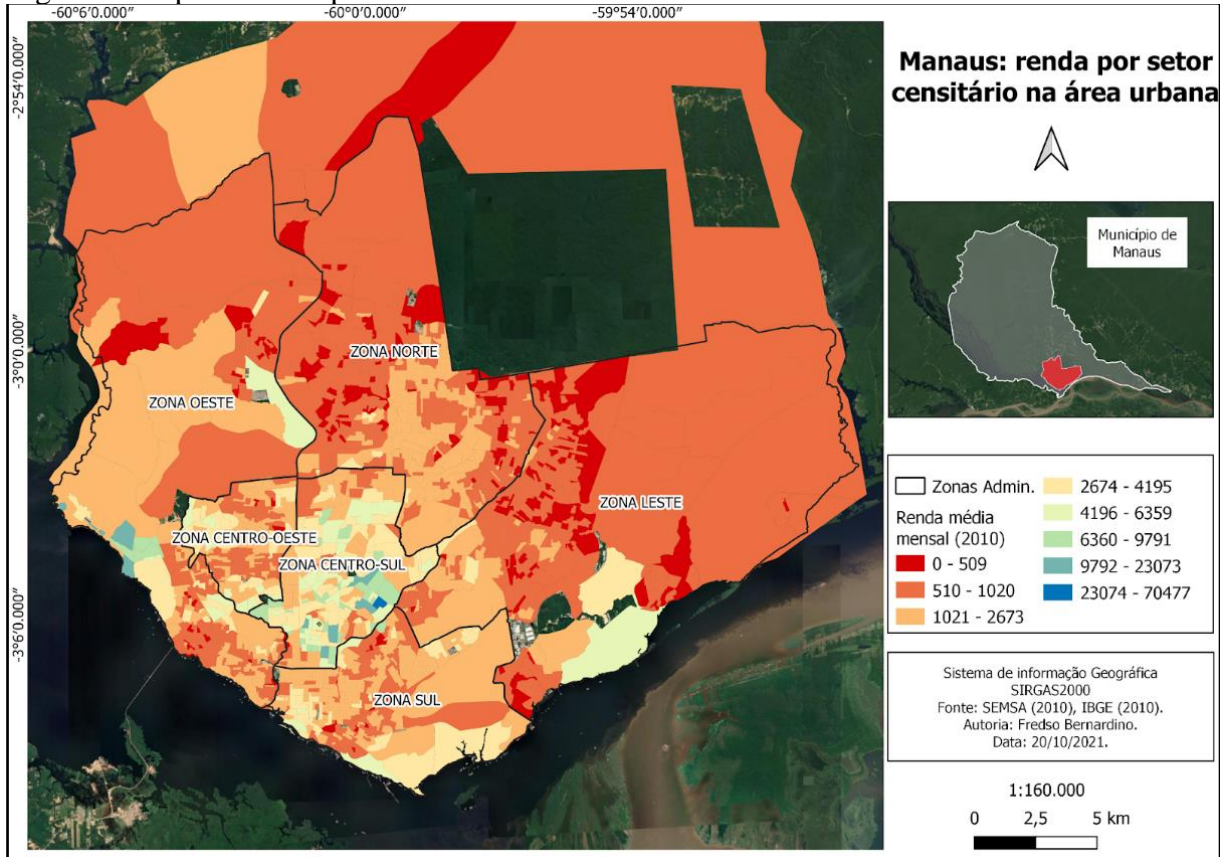 -60°6′0.000″
-60°0′0.000″
-59°54′0.000″
-2°54′0.000″
-3°0′0.000″
-3°6′0.000″
ZONA NORTE
ZONA OESTE
ZONA LESTE
ZONA CENTRO-OESTE
ZONA CENTRO-SUL
ZONA SUL
Manaus: renda por setor
censitário na área urbana
Município de
Manaus
Zonas Admin.
Renda média
mensal (2010)
0 - 509
510 - 1020
1021 - 2673
2674 - 4195
4196 - 6359
6360 - 9791
9792 - 23073
23074 - 70477
Sistema de informação Geográfica
SIRGAS2000
Fonte: SEMSA (2010), IBGE (2010).
Autoria: Fredso Bernardino.
Data: 20/10/2021.
1:160.000
0 2,5 5 km